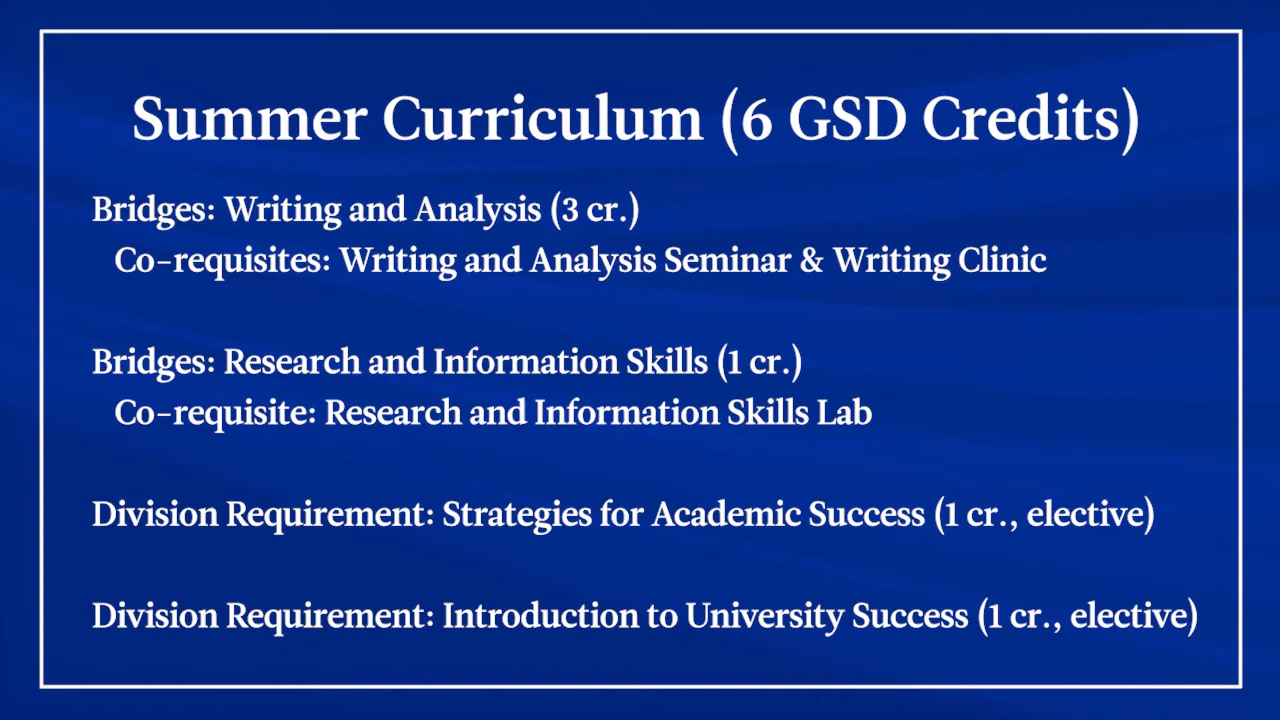 Summer Curriculum (6 GSD Credits)
Bridges: Writing and Analysis (3 cr.)
Co-requisites: Writing and Analysis Seminar & Writing Clinic
Bridges: Research and Information Skills (1 cr.)
Co-requisite: Research and Information Skills Lab
Division Requirement: Strategies for Academic Success (1 cr., elective)
Division Requirement: Introduction to University Success (1 cr., elective)